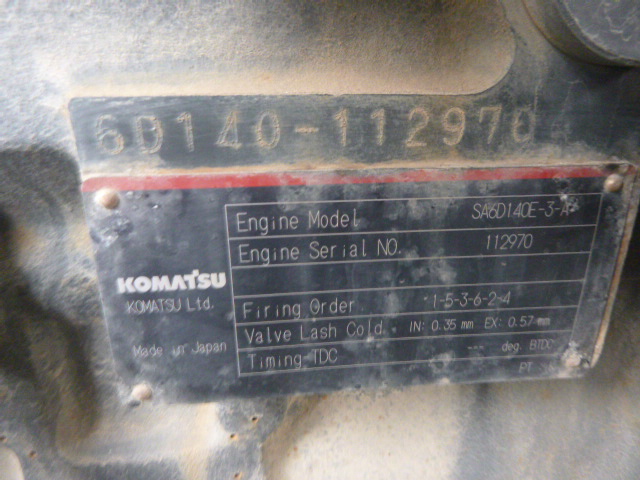 6D140-112970
Engine Model SA6D140E-3-A
Engine Serial NO. 112970
KOMATSU
KOMATSU Ltd.
Firing Order 1-5-3-6-2-4
Valve Lash Cold IN: 0.35 mm EX: 0.57 mm
Made in Japan
Timing TDC --- deg. BTDC
PT